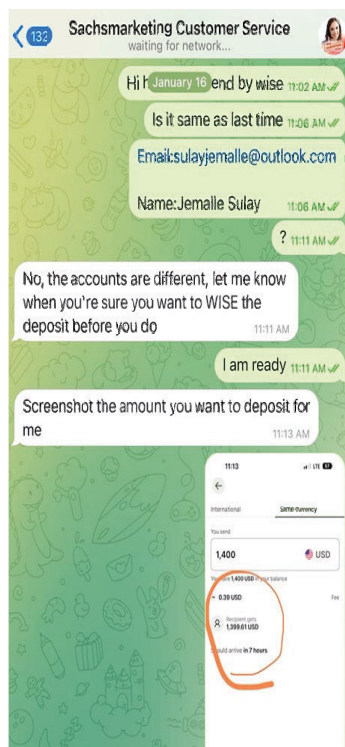 132
Sachsmarketing Customer Service
waiting for network...
January 16
Hi end by wise 11:02 AM
Is it same as last time 11:06 AM
Email:sulayjemalle@outlook.com
Name:Jemalle Sulay 11:06 AM
? 11:11 AM
No, the accounts are different, let me know
when you're sure you want to WISE the
deposit before you do 11:11 AM
I am ready 11:11 AM
Screenshot the amount you want to deposit for
me 11:13 AM
11:13 LTE
International Same-currency
You send
1,400 USD
1,400 USD in your balance
- 0.39 USD Fee
Recipient gets
1,399.61 USD
Should arrive in 7 hours